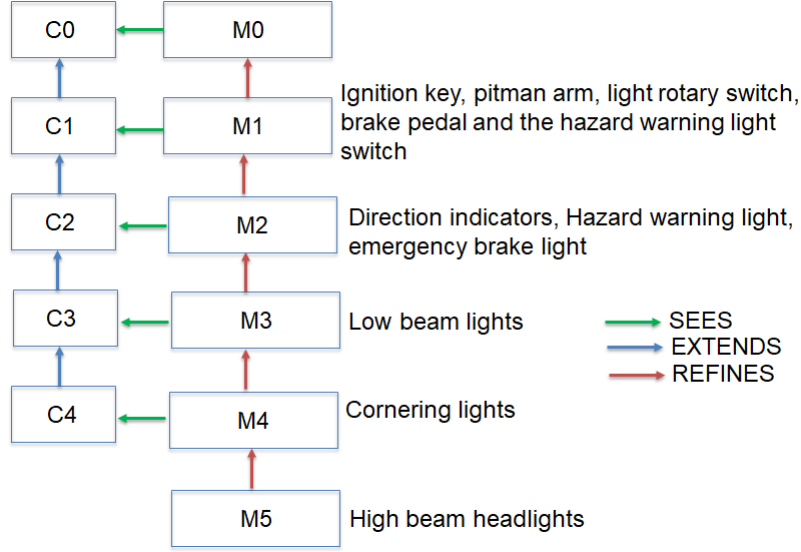 C0
M0
C1
M1
Ignition key, pitman arm, light rotary switch,
brake pedal and the hazard warning light
switch
C2
M2
Direction indicators, Hazard warning light,
emergency brake light
C3
M3
Low beam lights
SEES
EXTENDS
REFINES
C4
M4
Cornering lights
M5
High beam headlights